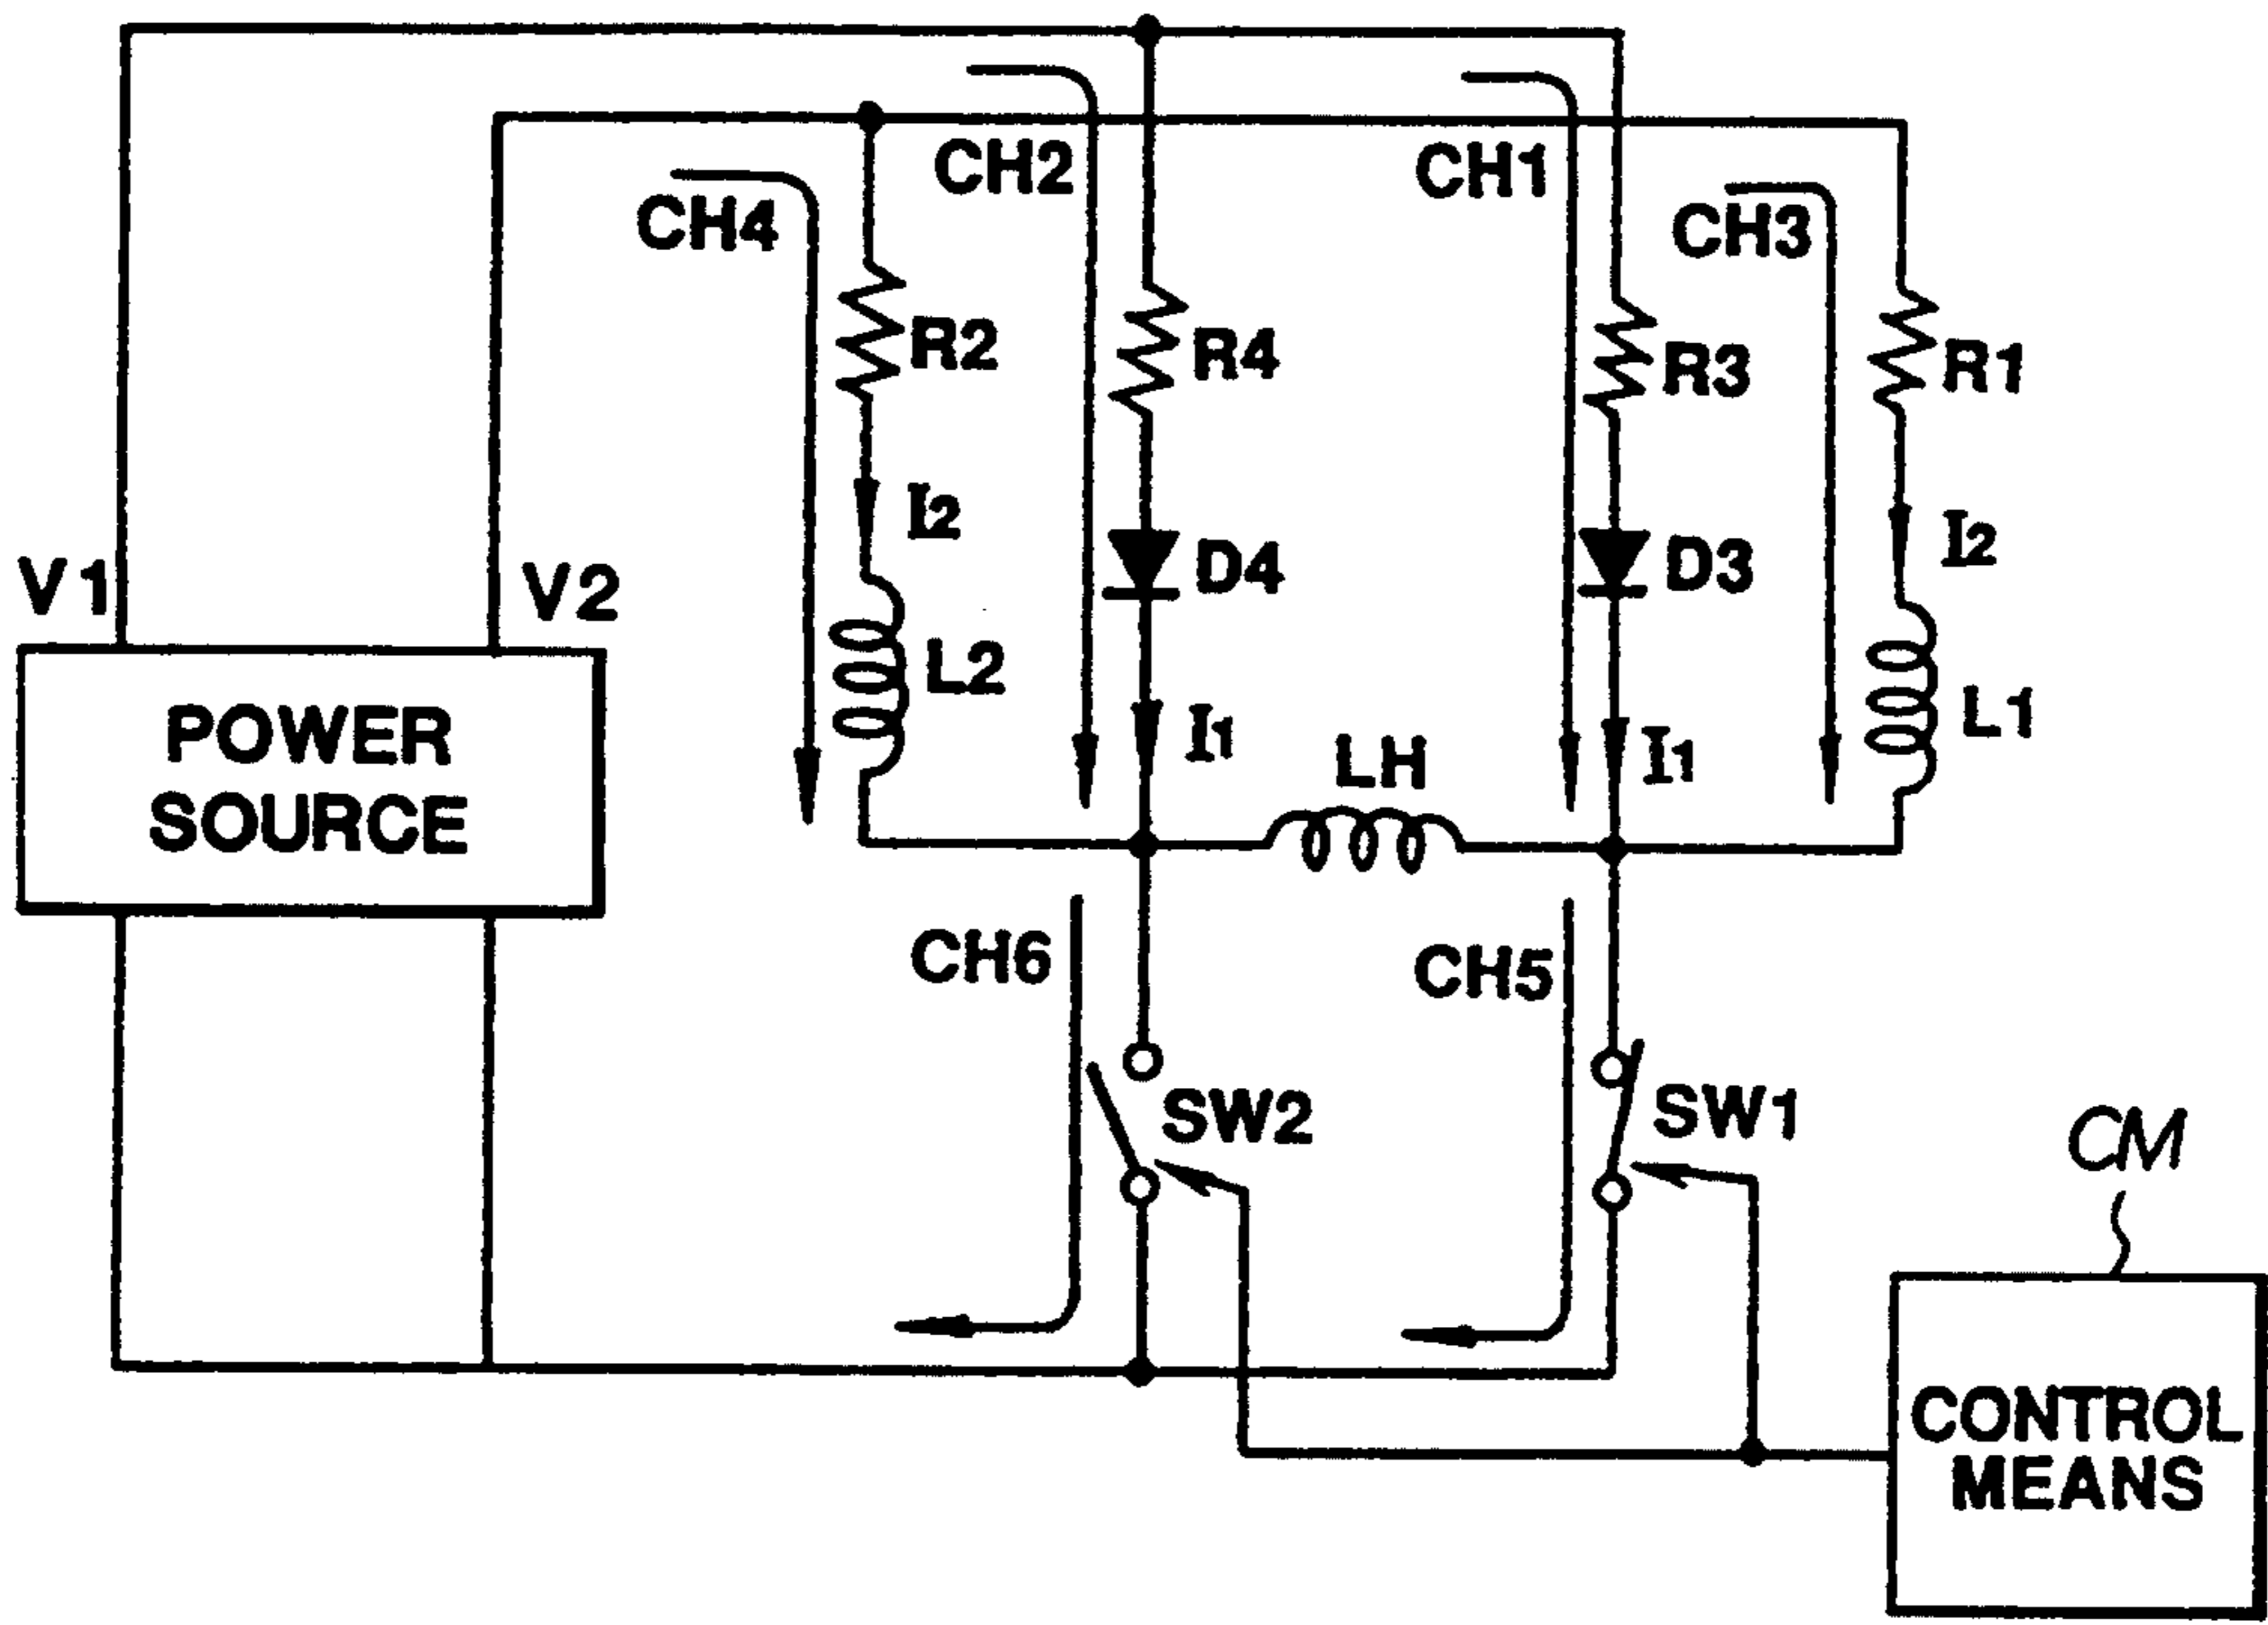 CH2
CH1
CH4
CH3
R2
R4
R3
R1
I2
I2
V1
V2
D4
D3
L2
L1
POWER
SOURCE
I1
I1
LH
CH6
CH5
SW2
SW1
CM
CONTROL
MEANS